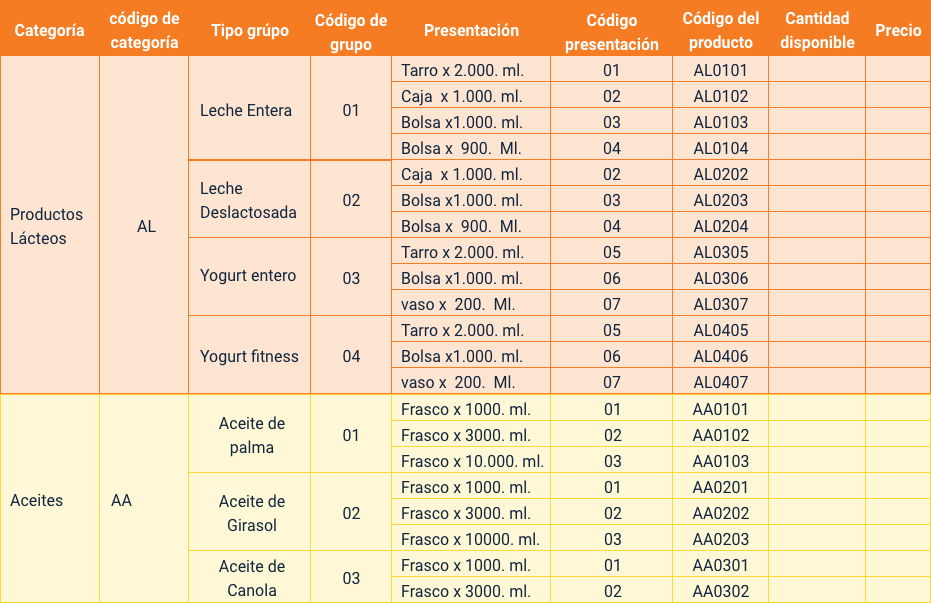 Categoría código de categoría Tipo grúpo Código de grupo Presentación Código presentación Código del producto Cantidad disponible Precio
Productos Lácteos AL Leche Entera 01 Tarro x 2.000. ml. 01 AL0101
Caja x 1.000. ml. 02 AL0102
Bolsa x1.000. ml. 03 AL0103
Bolsa x 900. Ml. 04 AL0104
Leche Deslactosada 02 Caja x 1.000. ml. 02 AL0202
Bolsa x1.000. ml. 03 AL0203
Bolsa x 900. Ml. 04 AL0204
Yogurt entero 03 Tarro x 2.000. ml. 05 AL0305
Bolsa x1.000. ml. 06 AL0306
vaso x 200. Ml. 07 AL0307
Yogurt fitness 04 Tarro x 2.000. ml. 05 AL0405
Bolsa x1.000. ml. 06 AL0406
vaso x 200. Ml. 07 AL0407
Aceites AA Aceite de palma 01 Frasco x 1000. ml. 01 AA0101
Frasco x 3000. ml. 02 AA0102
Frasco x 10.000. ml. 03 AA0103
Aceite de Girasol 02 Frasco x 1000. ml. 01 AA0201
Frasco x 3000. ml. 02 AA0202
Frasco x 10000. ml. 03 AA0203
Aceite de Canola 03 Frasco x 1000. ml. 01 AA0301
Frasco x 3000. ml. 02 AA0302